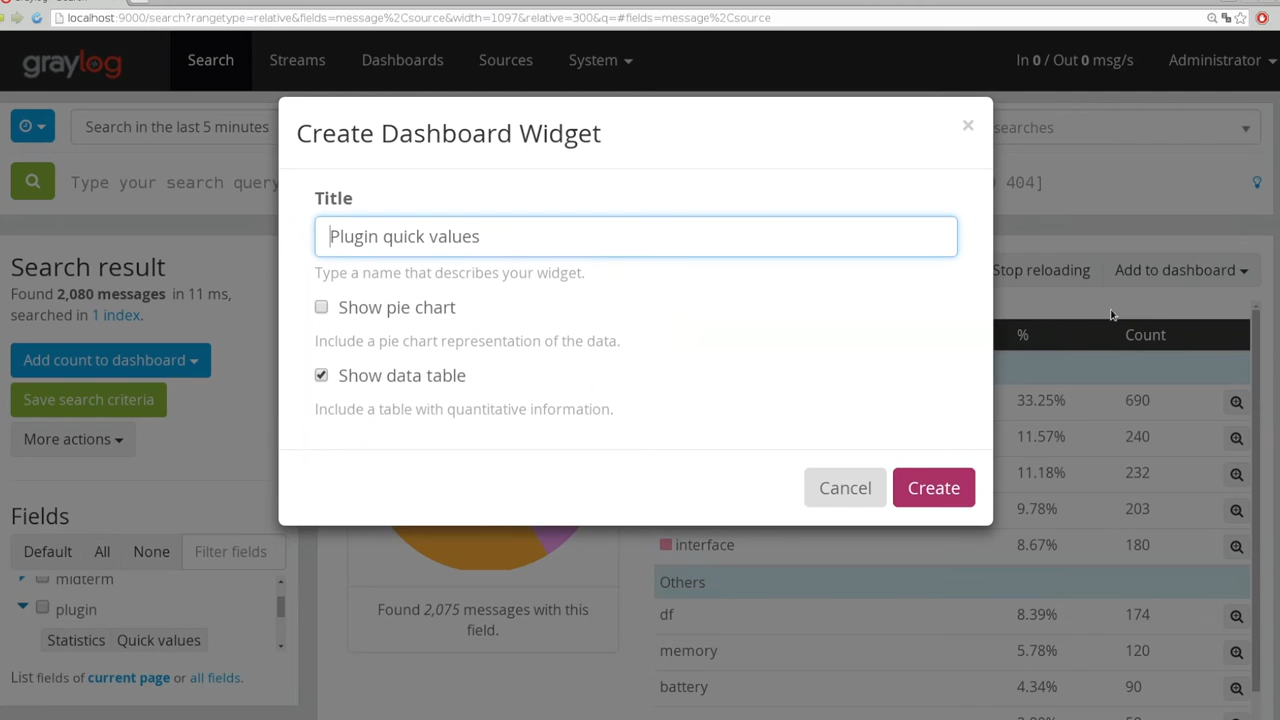 localhost:9000/search?rangetype=relative&fields=message%2Csource&width=1097&relative=300&q=#fields=message%2Csource
graylog Search Streams Dashboards Sources System In 0 / Out 0 msg/s Administrator
Create Dashboard Widget ×
Search in the last 5 minutes searches
Type your search query 404]
Title
Plugin quick values
Type a name that describes your widget.
Show pie chart
Include a pie chart representation of the data.
Show data table
Include a table with quantitative information.
Cancel Create
Search result
Found 2,080 messages in 11 ms,
searched in 1 index.
Add count to dashboard
Save search criteria
More actions
Fields
Default All None Filter fields
midterm
plugin
Statistics Quick values
List fields of current page or all fields.
Found 2,075 messages with this
field.
Stop reloading Add to dashboard
% Count
33.25% 690
11.57% 240
11.18% 232
9.78% 203
interface 8.67% 180
Others
df 8.39% 174
memory 5.78% 120
battery 4.34% 90